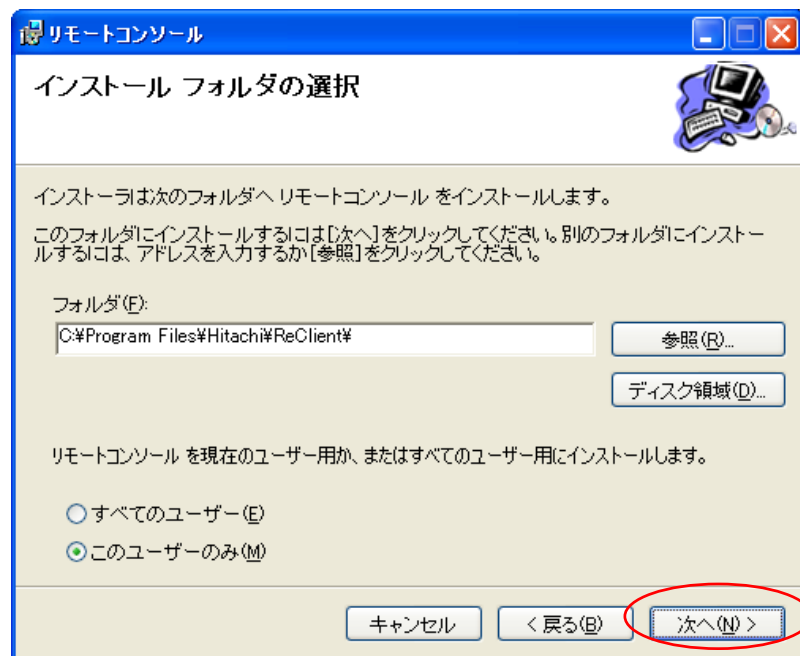 リモートコンソール
インストール フォルダの選択
インストーラは次のフォルダへ リモートコンソール をインストールします。
このフォルダにインストールするには[次へ]をクリックしてください。別のフォルダにインストー
ルするには、アドレスを入力するか[参照]をクリックしてください。
フォルダ(F):
C:¥Program Files¥Hitachi¥ReClient¥
参照(R)...
ディスク領域(D)...
リモートコンソール を現在のユーザー用か、またはすべてのユーザー用にインストールします。
すべてのユーザー(E)
このユーザーのみ(M)
キャンセル
< 戻る(B)
次へ(N) >